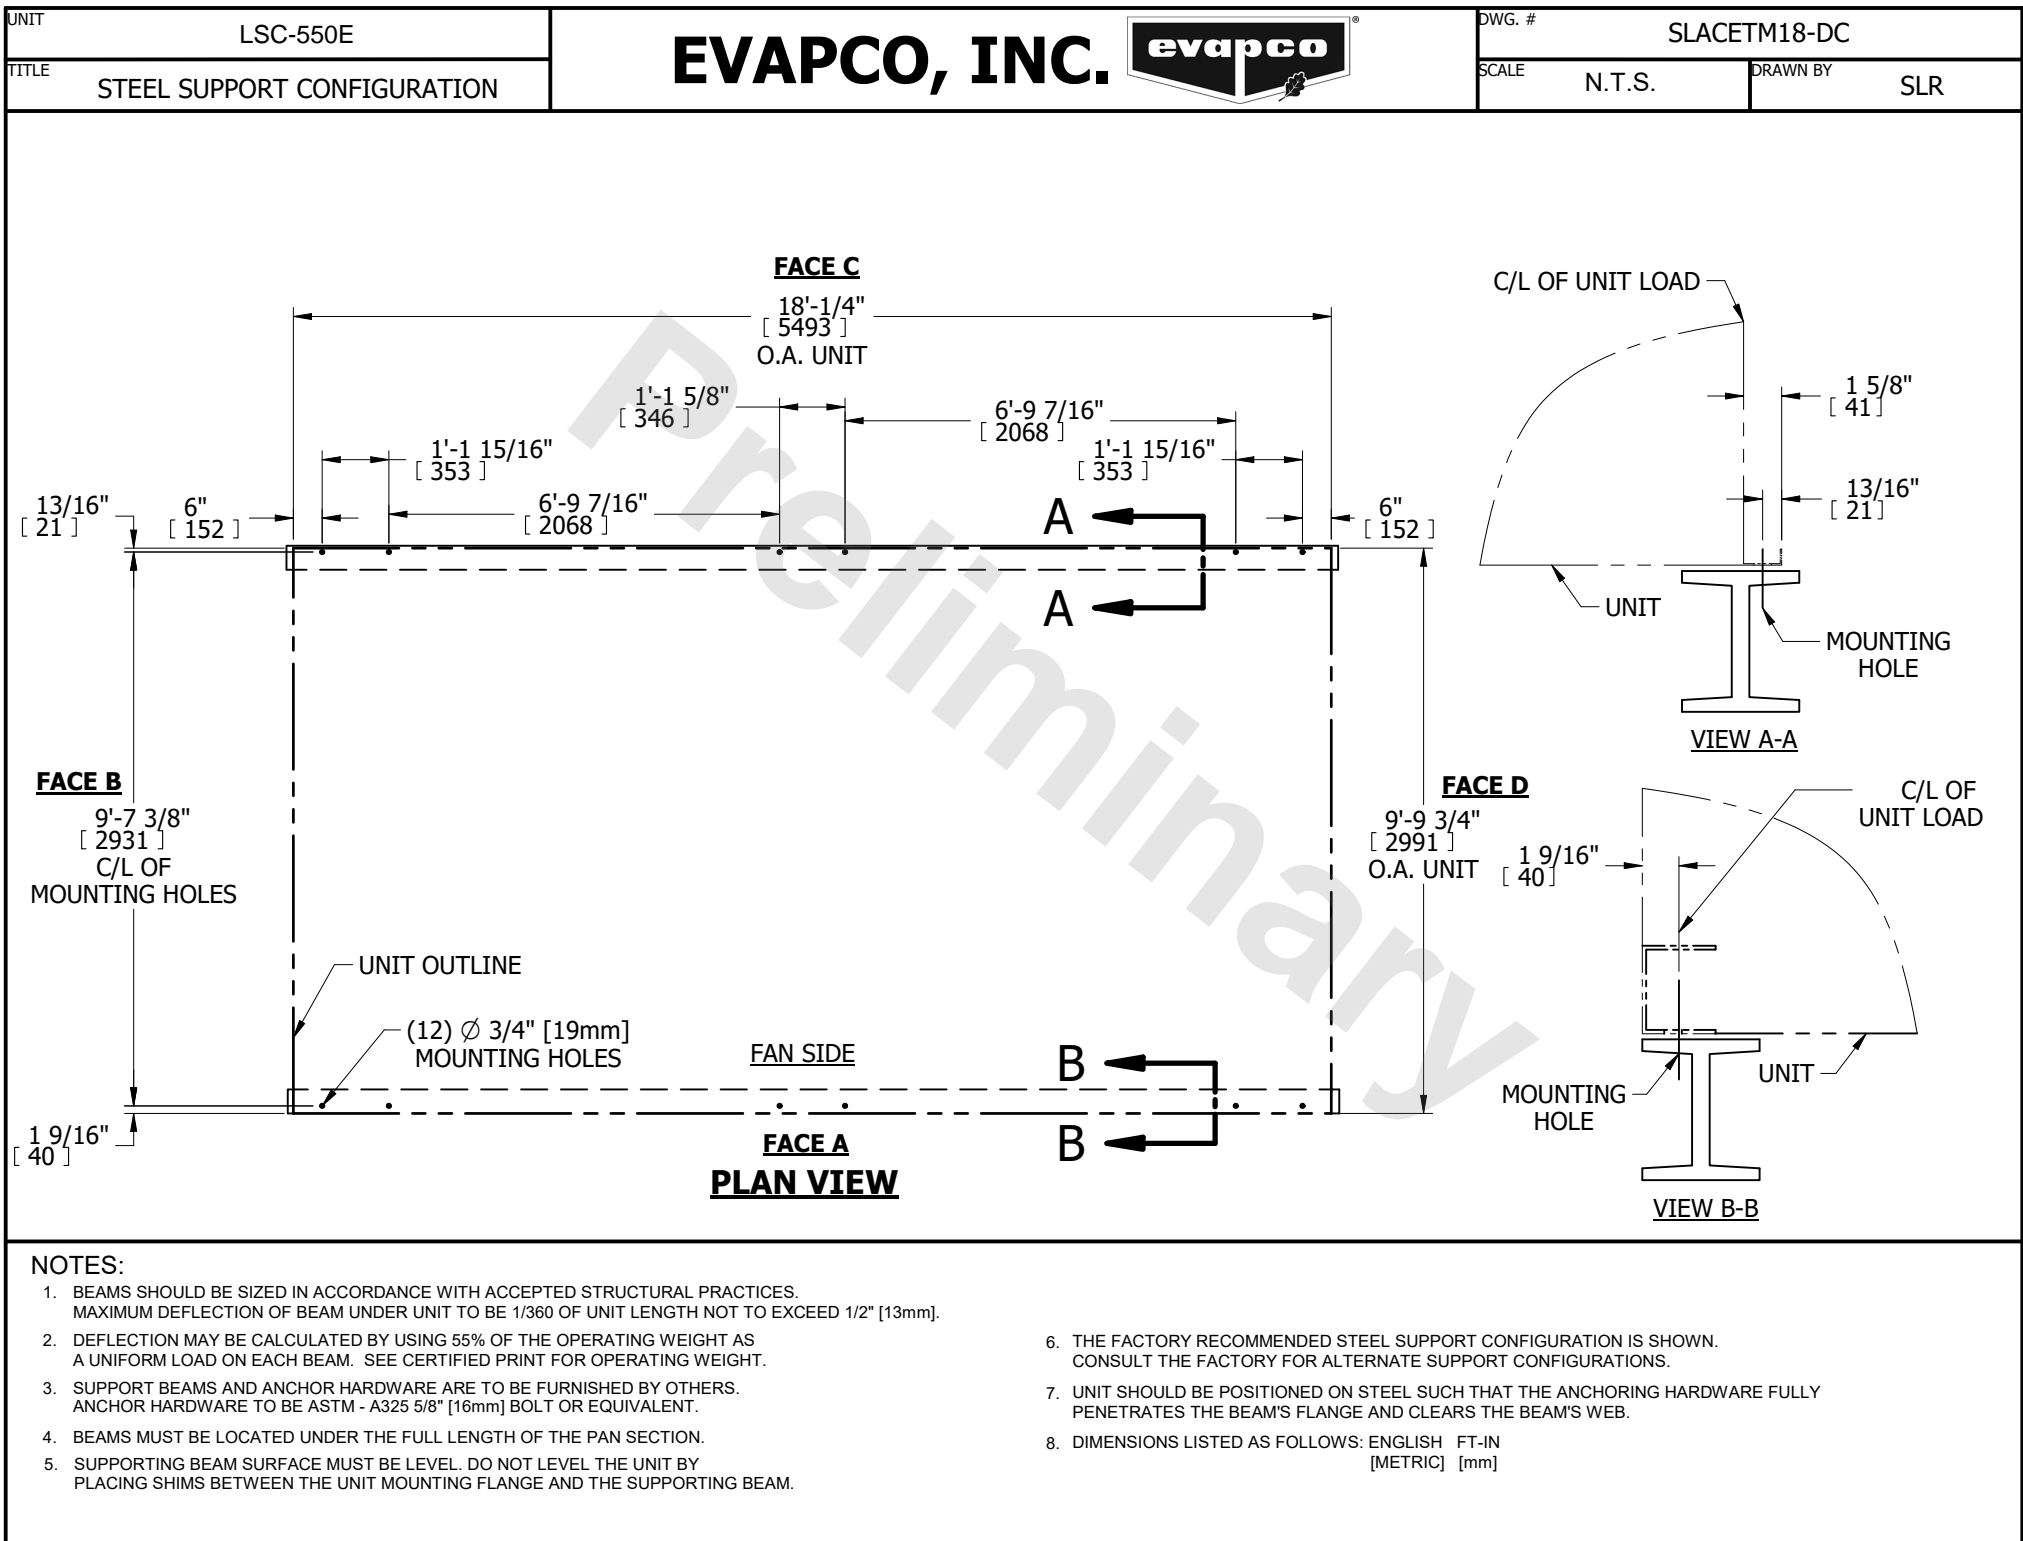 UNIT
LSC-550E
TITLE
STEEL SUPPORT CONFIGURATION
EVAPCO, INC.
evapco
®
DWG. #
SLACETM18-DC
SCALE
N.T.S.
DRAWN BY
SLR
FACE C
18'-1/4"
[ 5493 ]
O.A. UNIT
1'-1 5/8"
[ 346 ]
6'-9 7/16"
[ 2068 ]
1'-1 15/16"
[ 353 ]
1'-1 15/16"
[ 353 ]
13/16"
[ 21 ]
6"
[ 152 ]
6'-9 7/16"
[ 2068 ]
6"
[ 152 ]
A
A
FACE B
9'-7 3/8"
[ 2931 ]
C/L OF
MOUNTING HOLES
FACE D
9'-9 3/4"
[ 2991 ]
O.A. UNIT
UNIT OUTLINE
(12) Ø 3/4" [19mm]
MOUNTING HOLES
FAN SIDE
B
B
1 9/16"
[ 40 ]
FACE A
PLAN VIEW
C/L OF UNIT LOAD
1 5/8"
[ 41]
13/16"
[ 21]
UNIT
MOUNTING
HOLE
VIEW A-A
C/L OF
UNIT LOAD
1 9/16"
[ 40]
UNIT
MOUNTING
HOLE
VIEW B-B
Preliminary
NOTES:
1. BEAMS SHOULD BE SIZED IN ACCORDANCE WITH ACCEPTED STRUCTURAL PRACTICES.
MAXIMUM DEFLECTION OF BEAM UNDER UNIT TO BE 1/360 OF UNIT LENGTH NOT TO EXCEED 1/2" [13mm].
2. DEFLECTION MAY BE CALCULATED BY USING 55% OF THE OPERATING WEIGHT AS
A UNIFORM LOAD ON EACH BEAM. SEE CERTIFIED PRINT FOR OPERATING WEIGHT.
3. SUPPORT BEAMS AND ANCHOR HARDWARE ARE TO BE FURNISHED BY OTHERS.
ANCHOR HARDWARE TO BE ASTM - A325 5/8" [16mm] BOLT OR EQUIVALENT.
4. BEAMS MUST BE LOCATED UNDER THE FULL LENGTH OF THE PAN SECTION.
5. SUPPORTING BEAM SURFACE MUST BE LEVEL. DO NOT LEVEL THE UNIT BY
PLACING SHIMS BETWEEN THE UNIT MOUNTING FLANGE AND THE SUPPORTING BEAM.
6. THE FACTORY RECOMMENDED STEEL SUPPORT CONFIGURATION IS SHOWN.
CONSULT THE FACTORY FOR ALTERNATE SUPPORT CONFIGURATIONS.
7. UNIT SHOULD BE POSITIONED ON STEEL SUCH THAT THE ANCHORING HARDWARE FULLY
PENETRATES THE BEAM'S FLANGE AND CLEARS THE BEAM'S WEB.
8. DIMENSIONS LISTED AS FOLLOWS: ENGLISH FT-IN
[METRIC] [mm]